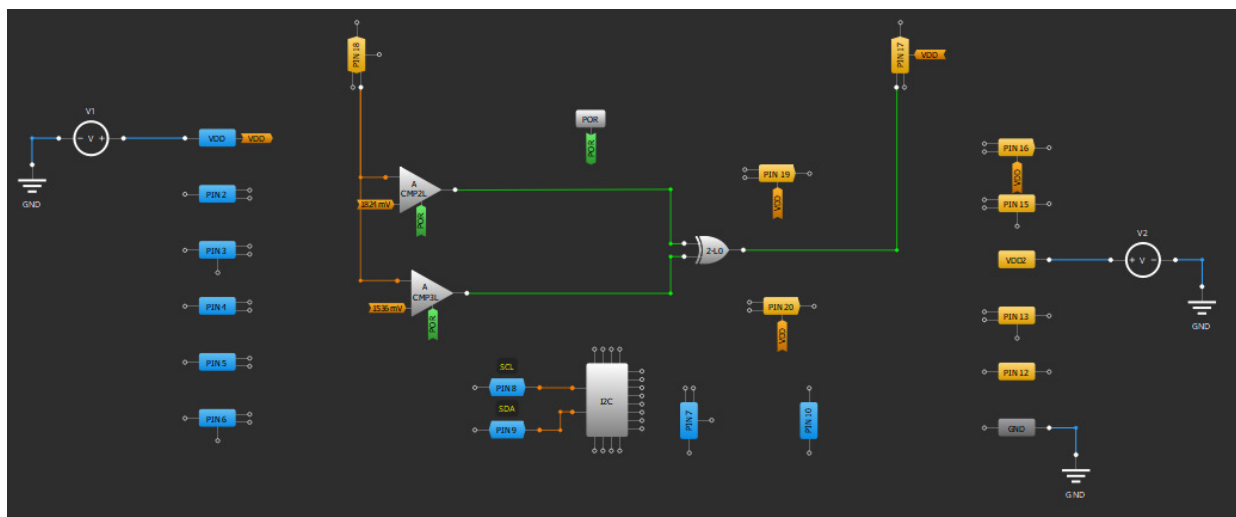 PIN 18
PIN 17
VDD
V1
VDD
VDD
POR
POR
PIN 16
VDD
PIN 19
VDD
A
CMP2L
1824 mV
POR
PIN 2
PIN 15
V2
PIN 3
2-L0
VDD2
GND
A
CMP3L
1536 mV
POR
PIN 4
PIN 20
VDD
PIN 13
GND
PIN 5
SCL
PIN 8
I2C
PIN 12
SDA
PIN 9
PIN 6
PIN 7
PIN 10
GND
GND